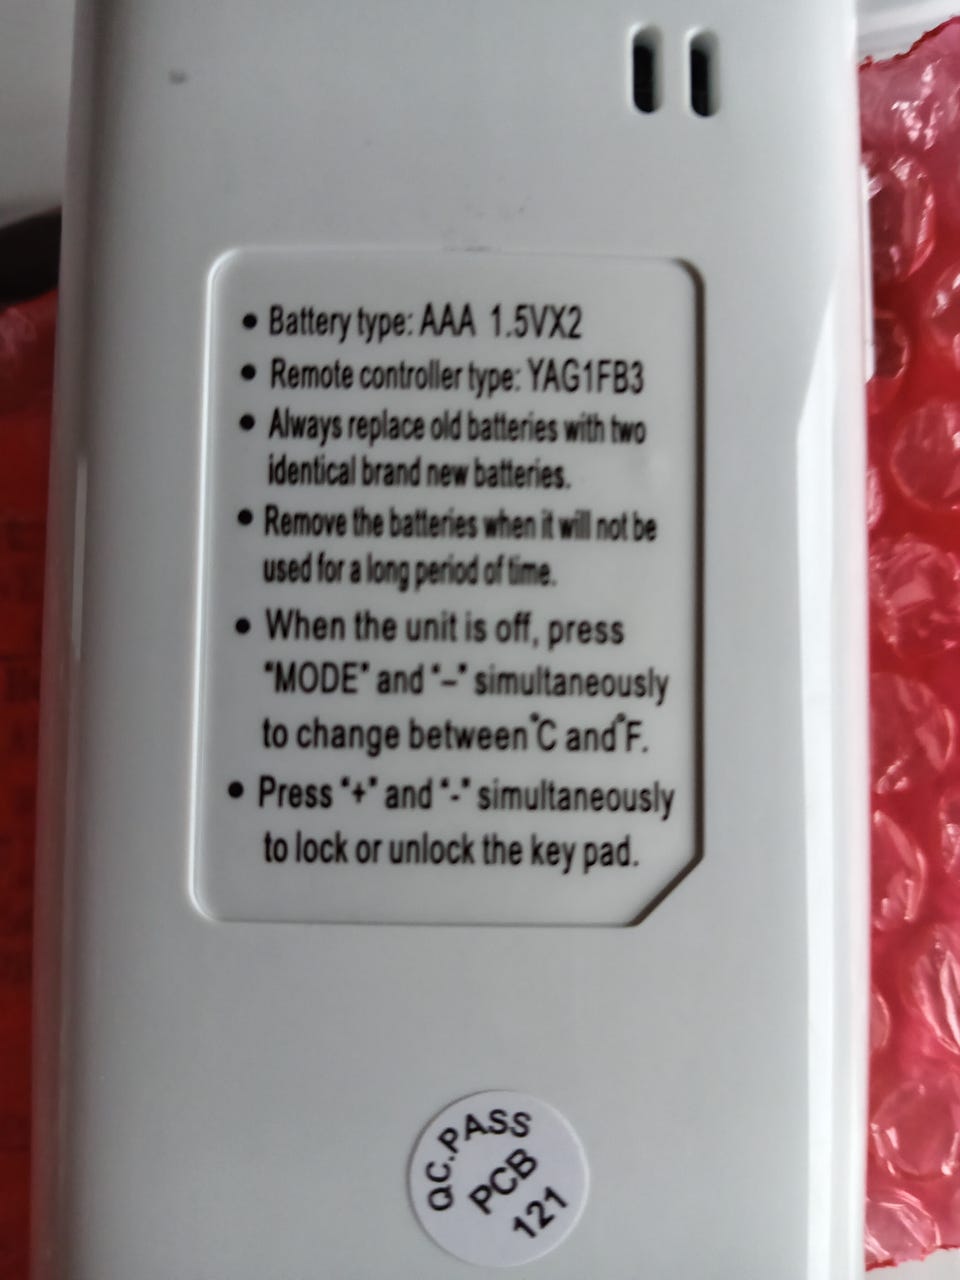 • Battery type: AAA 1.5VX2
• Remote controller type: YAG1FB3
• Always replace old batteries with two
identical brand new batteries.
• Remove the batteries when it will not be
used for a long period of time.
• When the unit is off, press
"MODE" and "–" simultaneously
to change between °C and °F.
• Press "+" and "-" simultaneously
to lock or unlock the key pad.
QC.PASS
PCB
121